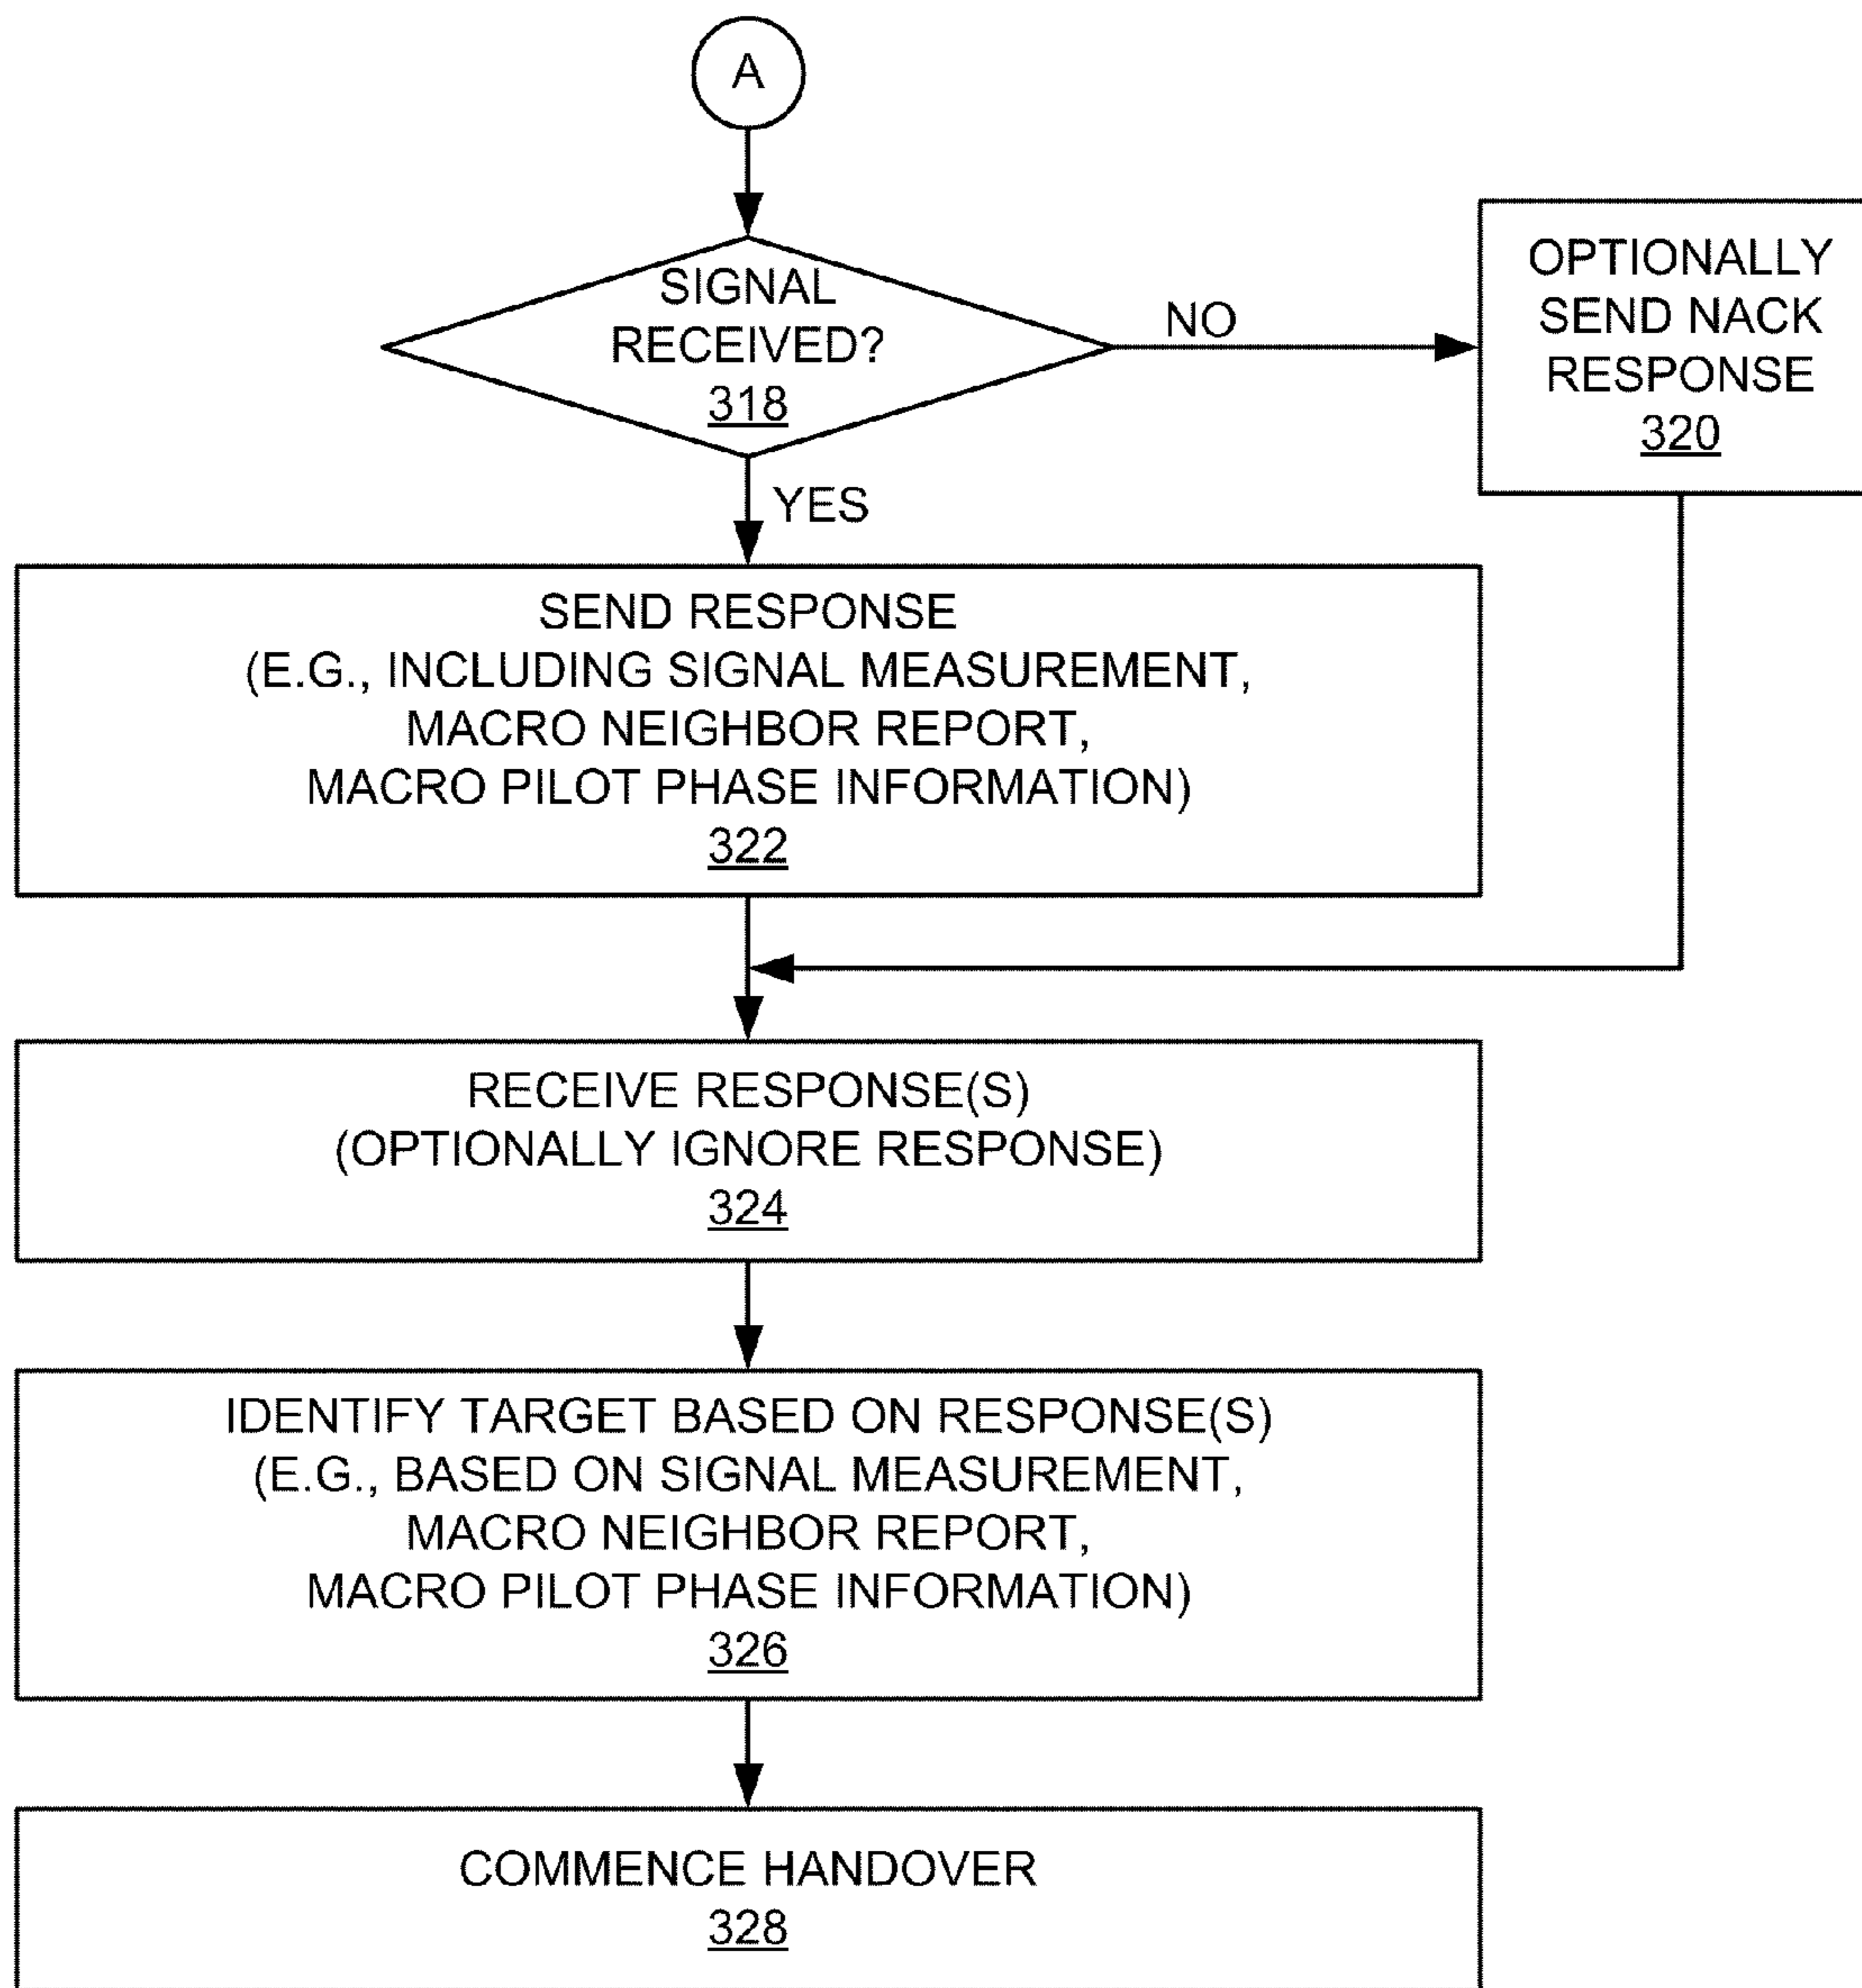 A
SIGNAL
RECEIVED?
318
NO
OPTIONALLY
SEND NACK
RESPONSE
320
YES
SEND RESPONSE
(E.G., INCLUDING SIGNAL MEASUREMENT,
MACRO NEIGHBOR REPORT,
MACRO PILOT PHASE INFORMATION)
322
RECEIVE RESPONSE(S)
(OPTIONALLY IGNORE RESPONSE)
324
IDENTIFY TARGET BASED ON RESPONSE(S)
(E.G., BASED ON SIGNAL MEASUREMENT,
MACRO NEIGHBOR REPORT,
MACRO PILOT PHASE INFORMATION)
326
COMMENCE HANDOVER
328